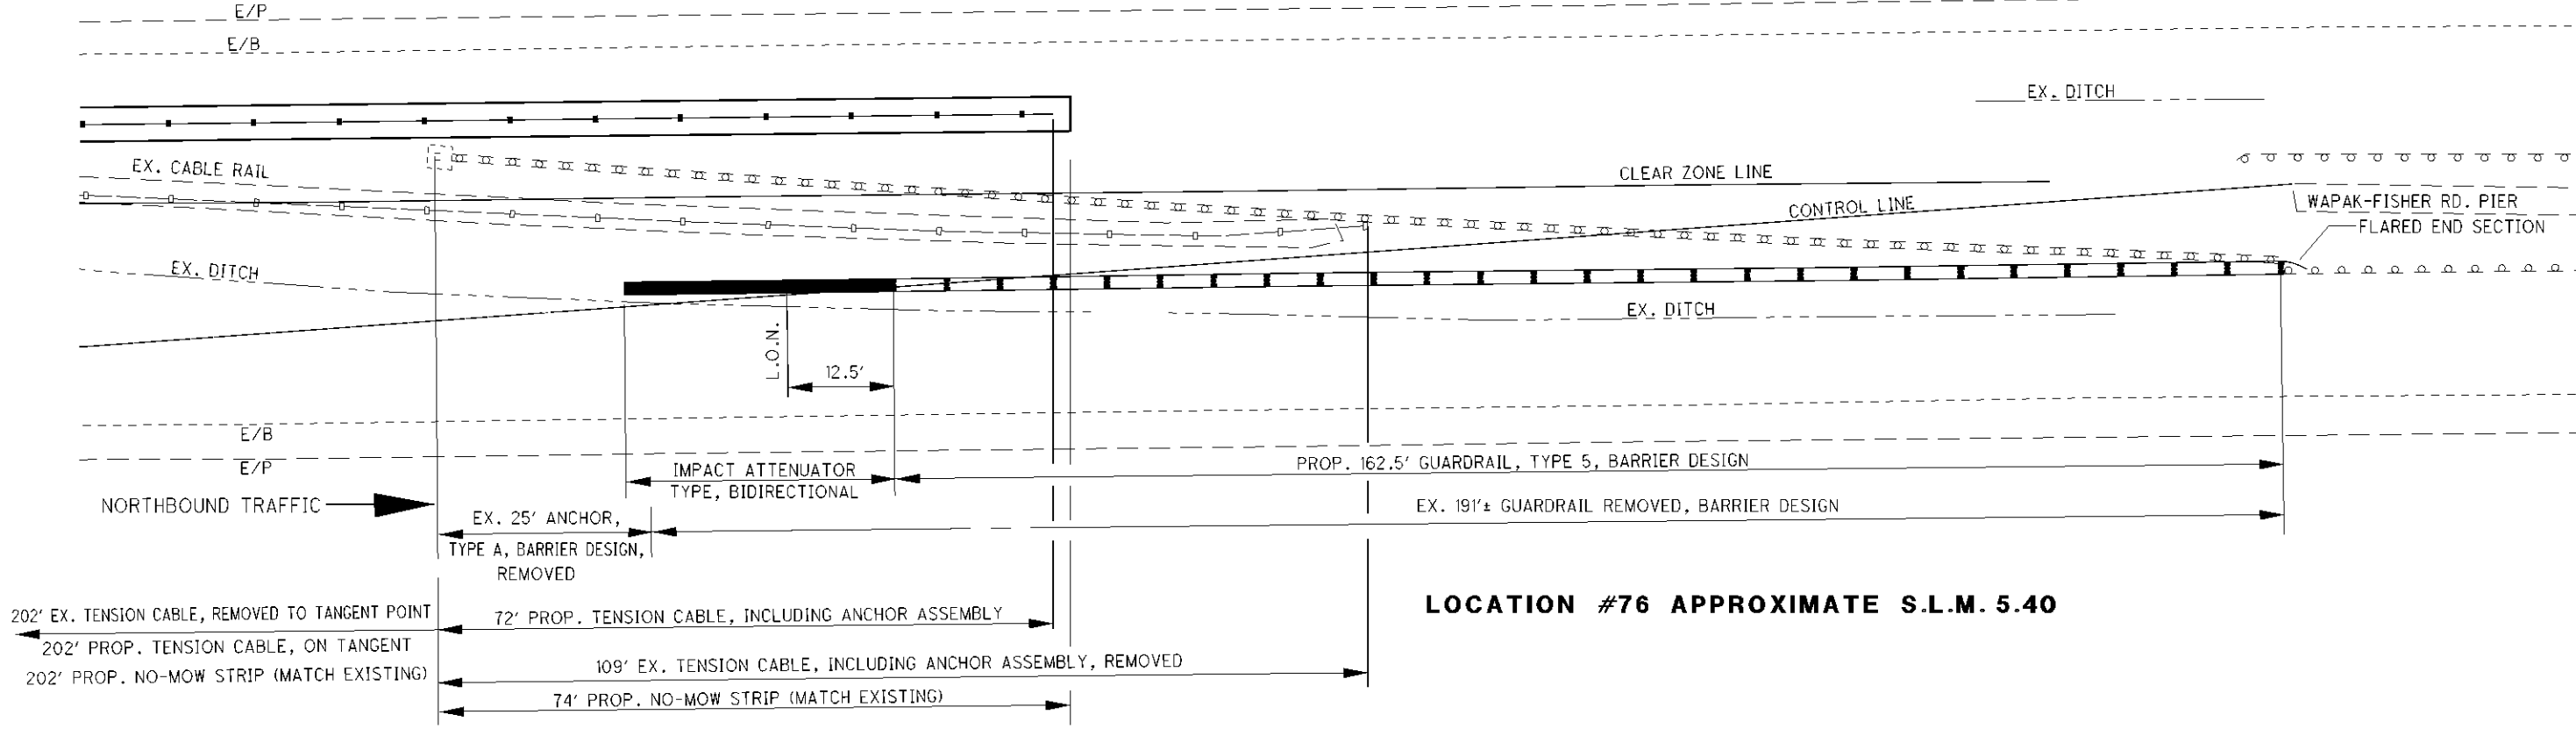 E/P
E/B
EX. DITCH
EX. CABLE RAIL
CLEAR ZONE LINE
CONTROL LINE
WAPAK-FISHER RD. PIER
FLARED END SECTION
EX. DITCH
EX. DITCH
L.O.N.
12.5'
E/B
E/P
IMPACT ATTENUATOR
TYPE, BIDIRECTIONAL
PROP. 162.5' GUARDRAIL, TYPE 5, BARRIER DESIGN
NORTHBOUND TRAFFIC
EX. 25' ANCHOR,
TYPE A, BARRIER DESIGN,
REMOVED
EX. 191'± GUARDRAIL REMOVED, BARRIER DESIGN
LOCATION #76 APPROXIMATE S.L.M. 5.40
202' EX. TENSION CABLE, REMOVED TO TANGENT POINT
72' PROP. TENSION CABLE, INCLUDING ANCHOR ASSEMBLY
202' PROP. TENSION CABLE, ON TANGENT
109' EX. TENSION CABLE, INCLUDING ANCHOR ASSEMBLY, REMOVED
202' PROP. NO-MOW STRIP (MATCH EXISTING)
74' PROP. NO-MOW STRIP (MATCH EXISTING)